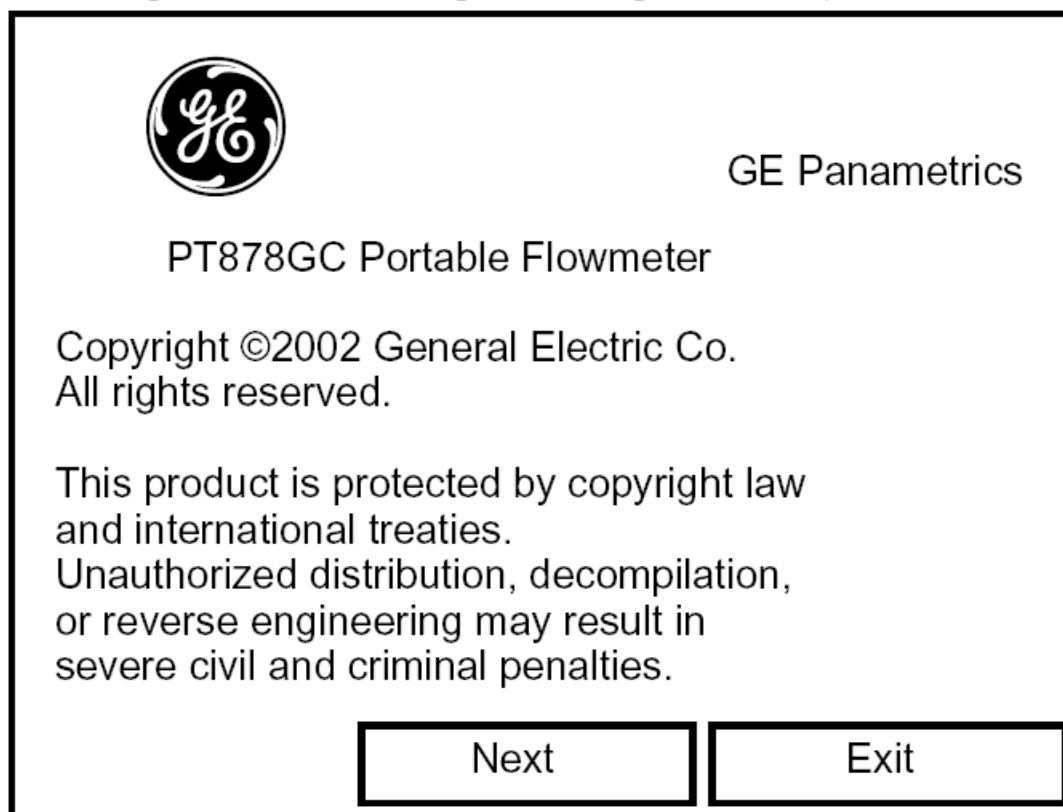 GE
GE Panametrics
PT878GC Portable Flowmeter
Copyright ©2002 General Electric Co.
All rights reserved.
This product is protected by copyright law
and international treaties.
Unauthorized distribution, decompilation,
or reverse engineering may result in
severe civil and criminal penalties.
Next
Exit